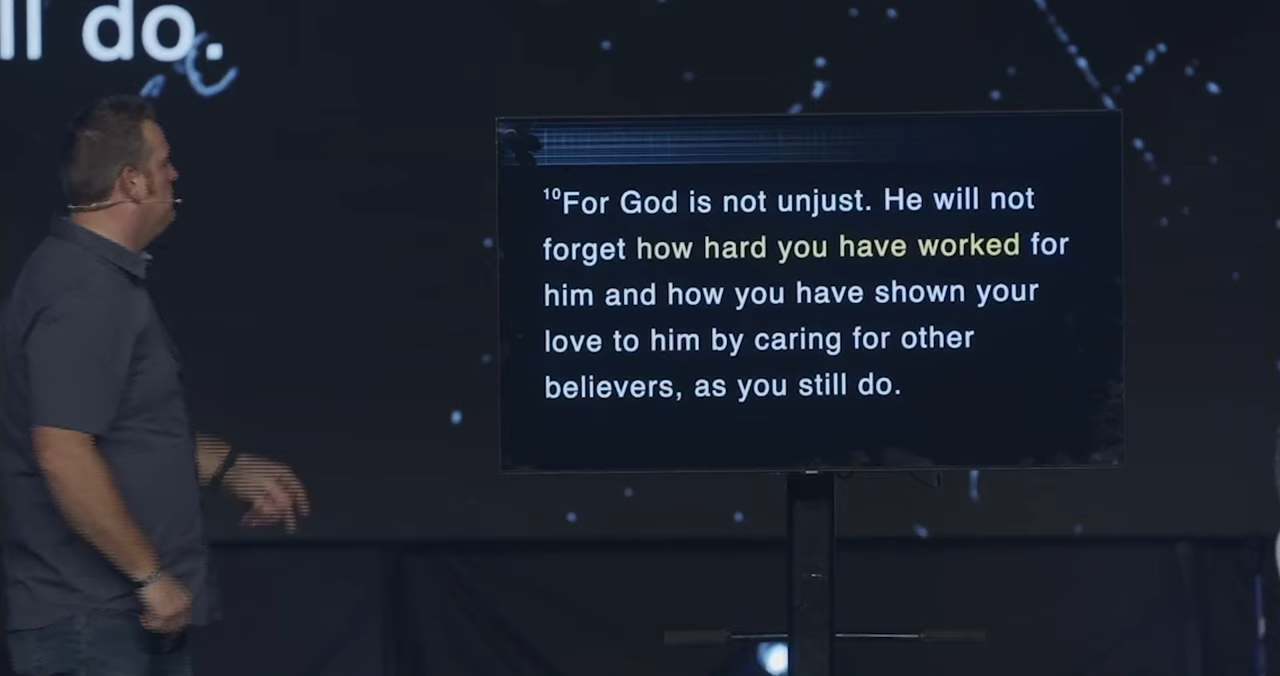 ll do.
¹⁰For God is not unjust. He will not
forget how hard you have worked for
him and how you have shown your
love to him by caring for other
believers, as you still do.